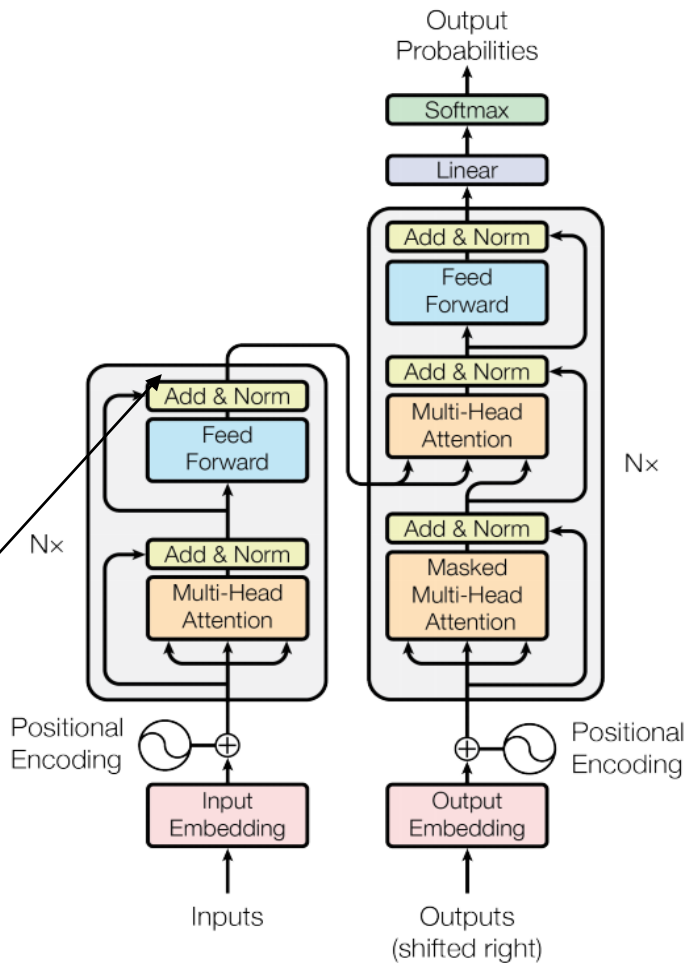 Output
Probabilities
Softmax
Linear
Add & Norm
Feed
Forward
Add & Norm
Multi-Head
Attention
Nx
Add & Norm
Masked
Multi-Head
Attention
Add & Norm
Feed
Forward
Nx
Add & Norm
Multi-Head
Attention
Positional
Encoding
Input
Embedding
Inputs
Positional
Encoding
Output
Embedding
Outputs
(shifted right)